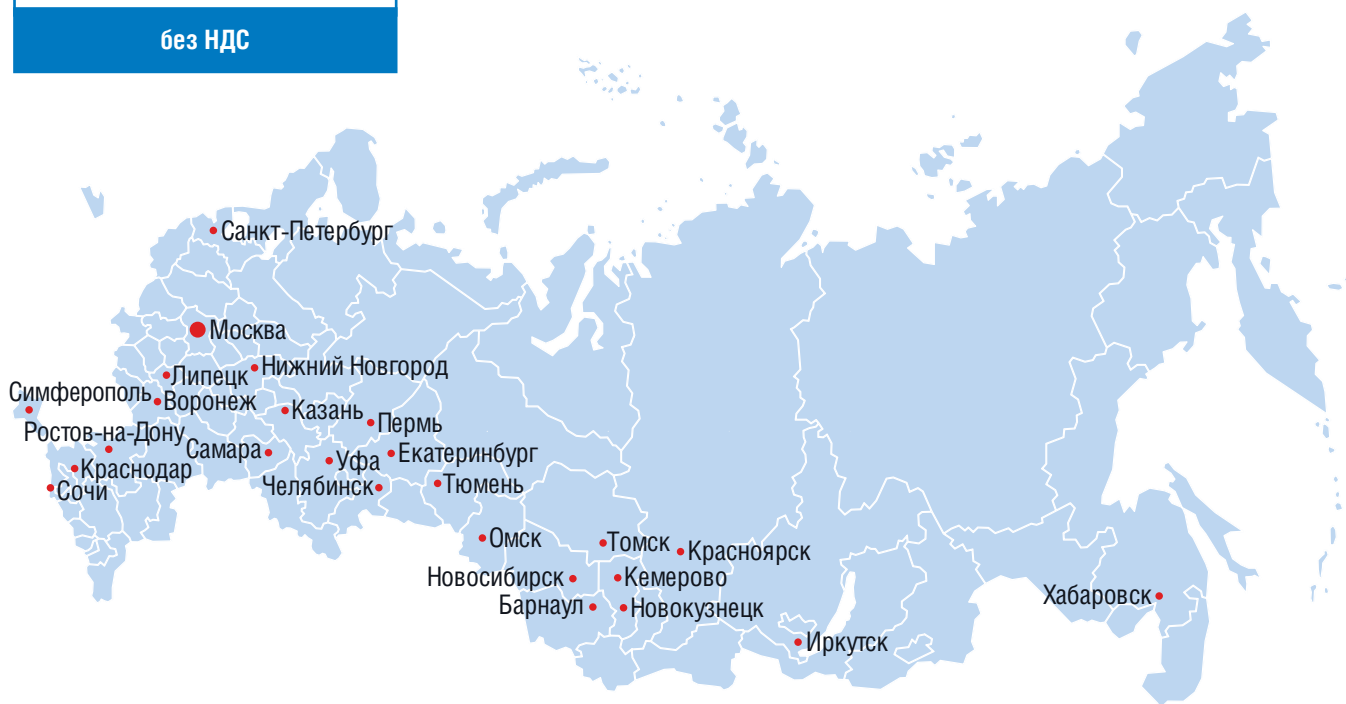 без НДС
Санкт-Петербург
Москва
Нижний Новгород
Липецк
Симферополь
Воронеж
Казань
Пермь
Ростов-на-Дону
Самара
Екатеринбург
Уфа
Краснодар
Тюмень
Челябинск
Сочи
Омск
Томск
Красноярск
Новосибирск
Кемерово
Хабаровск
Барнаул
Новокузнецк
Иркутск